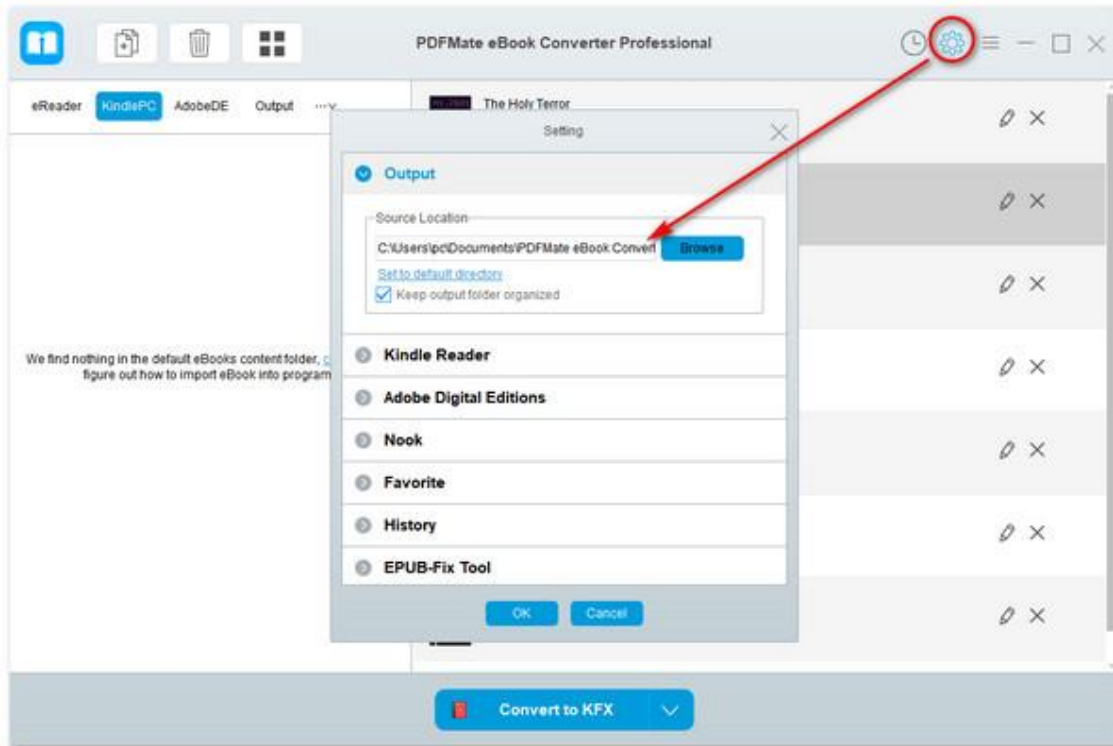 PDFMate eBook Converter Professional
eReader KindlePC AdobeDE Output
The Holy Terror
Setting
Output
Source Location
C:\Users\pc\Documents\PDFMate eBook Convert Browse
Set to default directory
Keep output folder organized
Kindle Reader
We find nothing in the default eBooks content folder,
figure out how to import eBook into program
Adobe Digital Editions
Nook
Favorite
History
EPUB-Fix Tool
OK Cancel
Convert to KFX